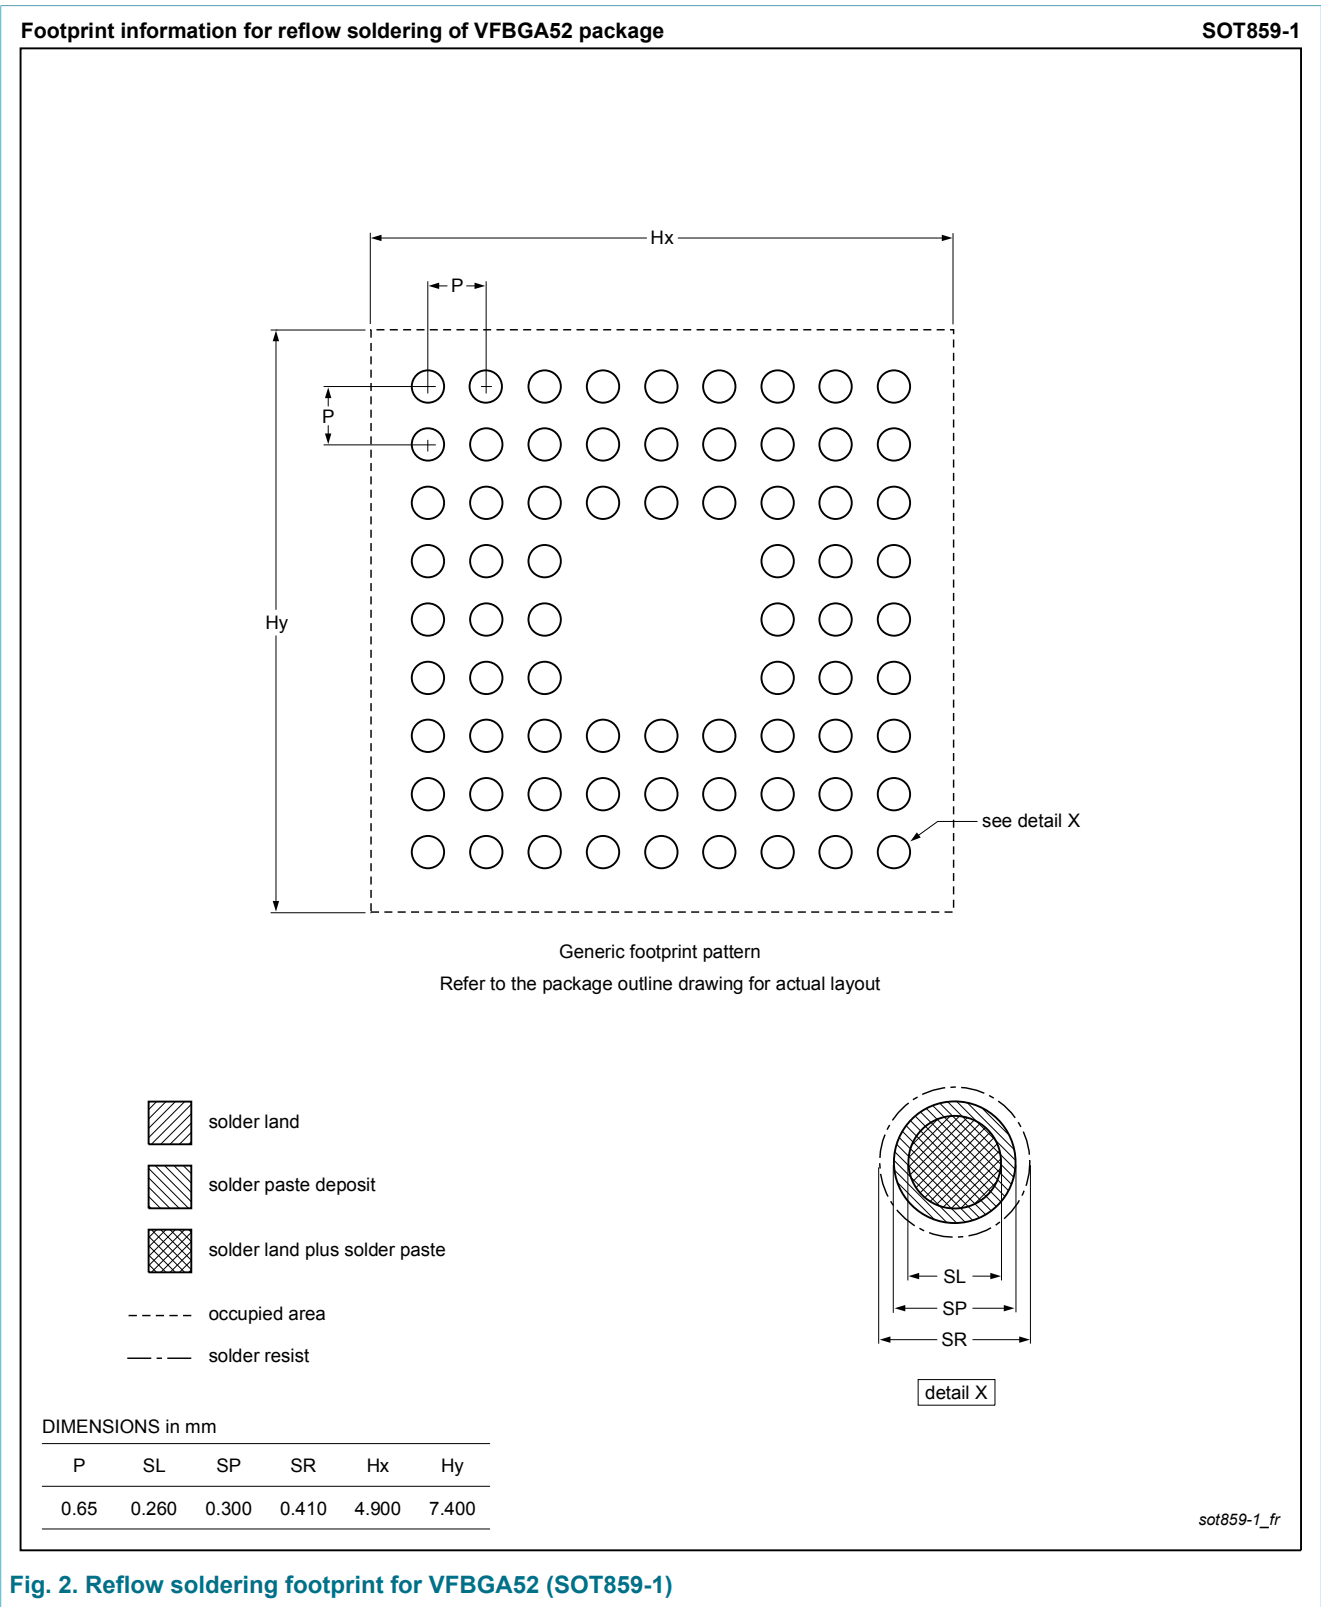 Footprint information for reflow soldering of VFBGA52 package SOT859-1
Hx
P
P
Hy
see detail X
Generic footprint pattern
Refer to the package outline drawing for actual layout
solder land
solder paste deposit
solder land plus solder paste
occupied area
solder resist
SL
SP
SR
detail X
DIMENSIONS in mm
P SL SP SR Hx Hy
0.65 0.260 0.300 0.410 4.900 7.400
sot859-1_fr
Fig. 2. Reflow soldering footprint for VFBGA52 (SOT859-1)